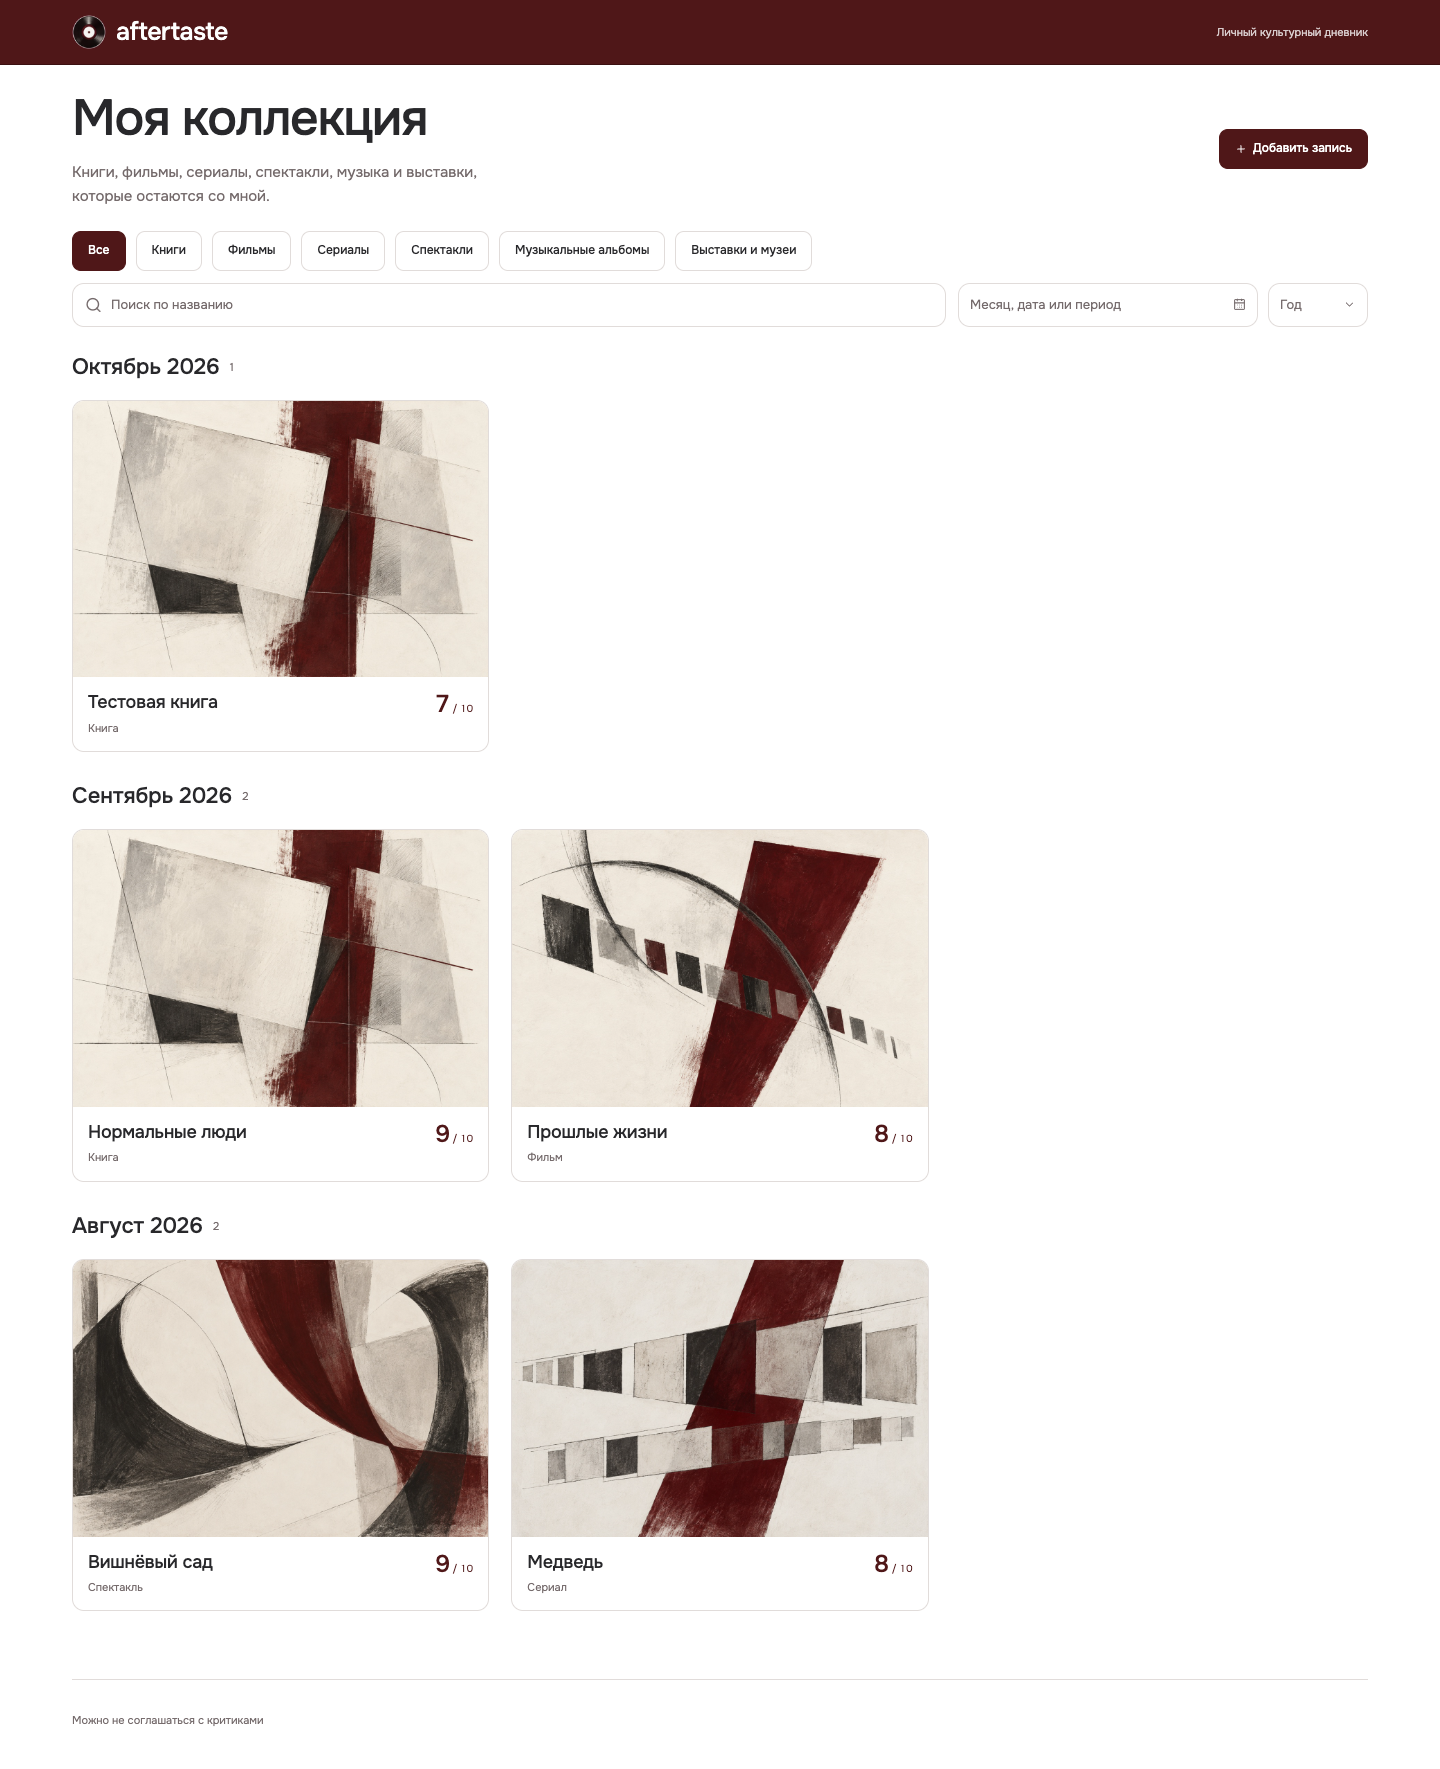 aftertaste
Личный культурный дневник
Моя коллекция
Книги, фильмы, сериалы, спектакли, музыка и выставки,
которые остаются со мной.
+ Добавить запись
Все
Книги
Фильмы
Сериалы
Спектакли
Музыкальные альбомы
Выставки и музеи
Поиск по названию
Месяц, дата или период
Год
Октябрь 2026 1
Тестовая книга
7 / 10
Книга
Сентябрь 2026 2
Нормальные люди
9 / 10
Книга
Прошлые жизни
8 / 10
Фильм
Август 2026 2
Вишнёвый сад
9 / 10
Спектакль
Медведь
8 / 10
Сериал
Можно не соглашаться с критиками